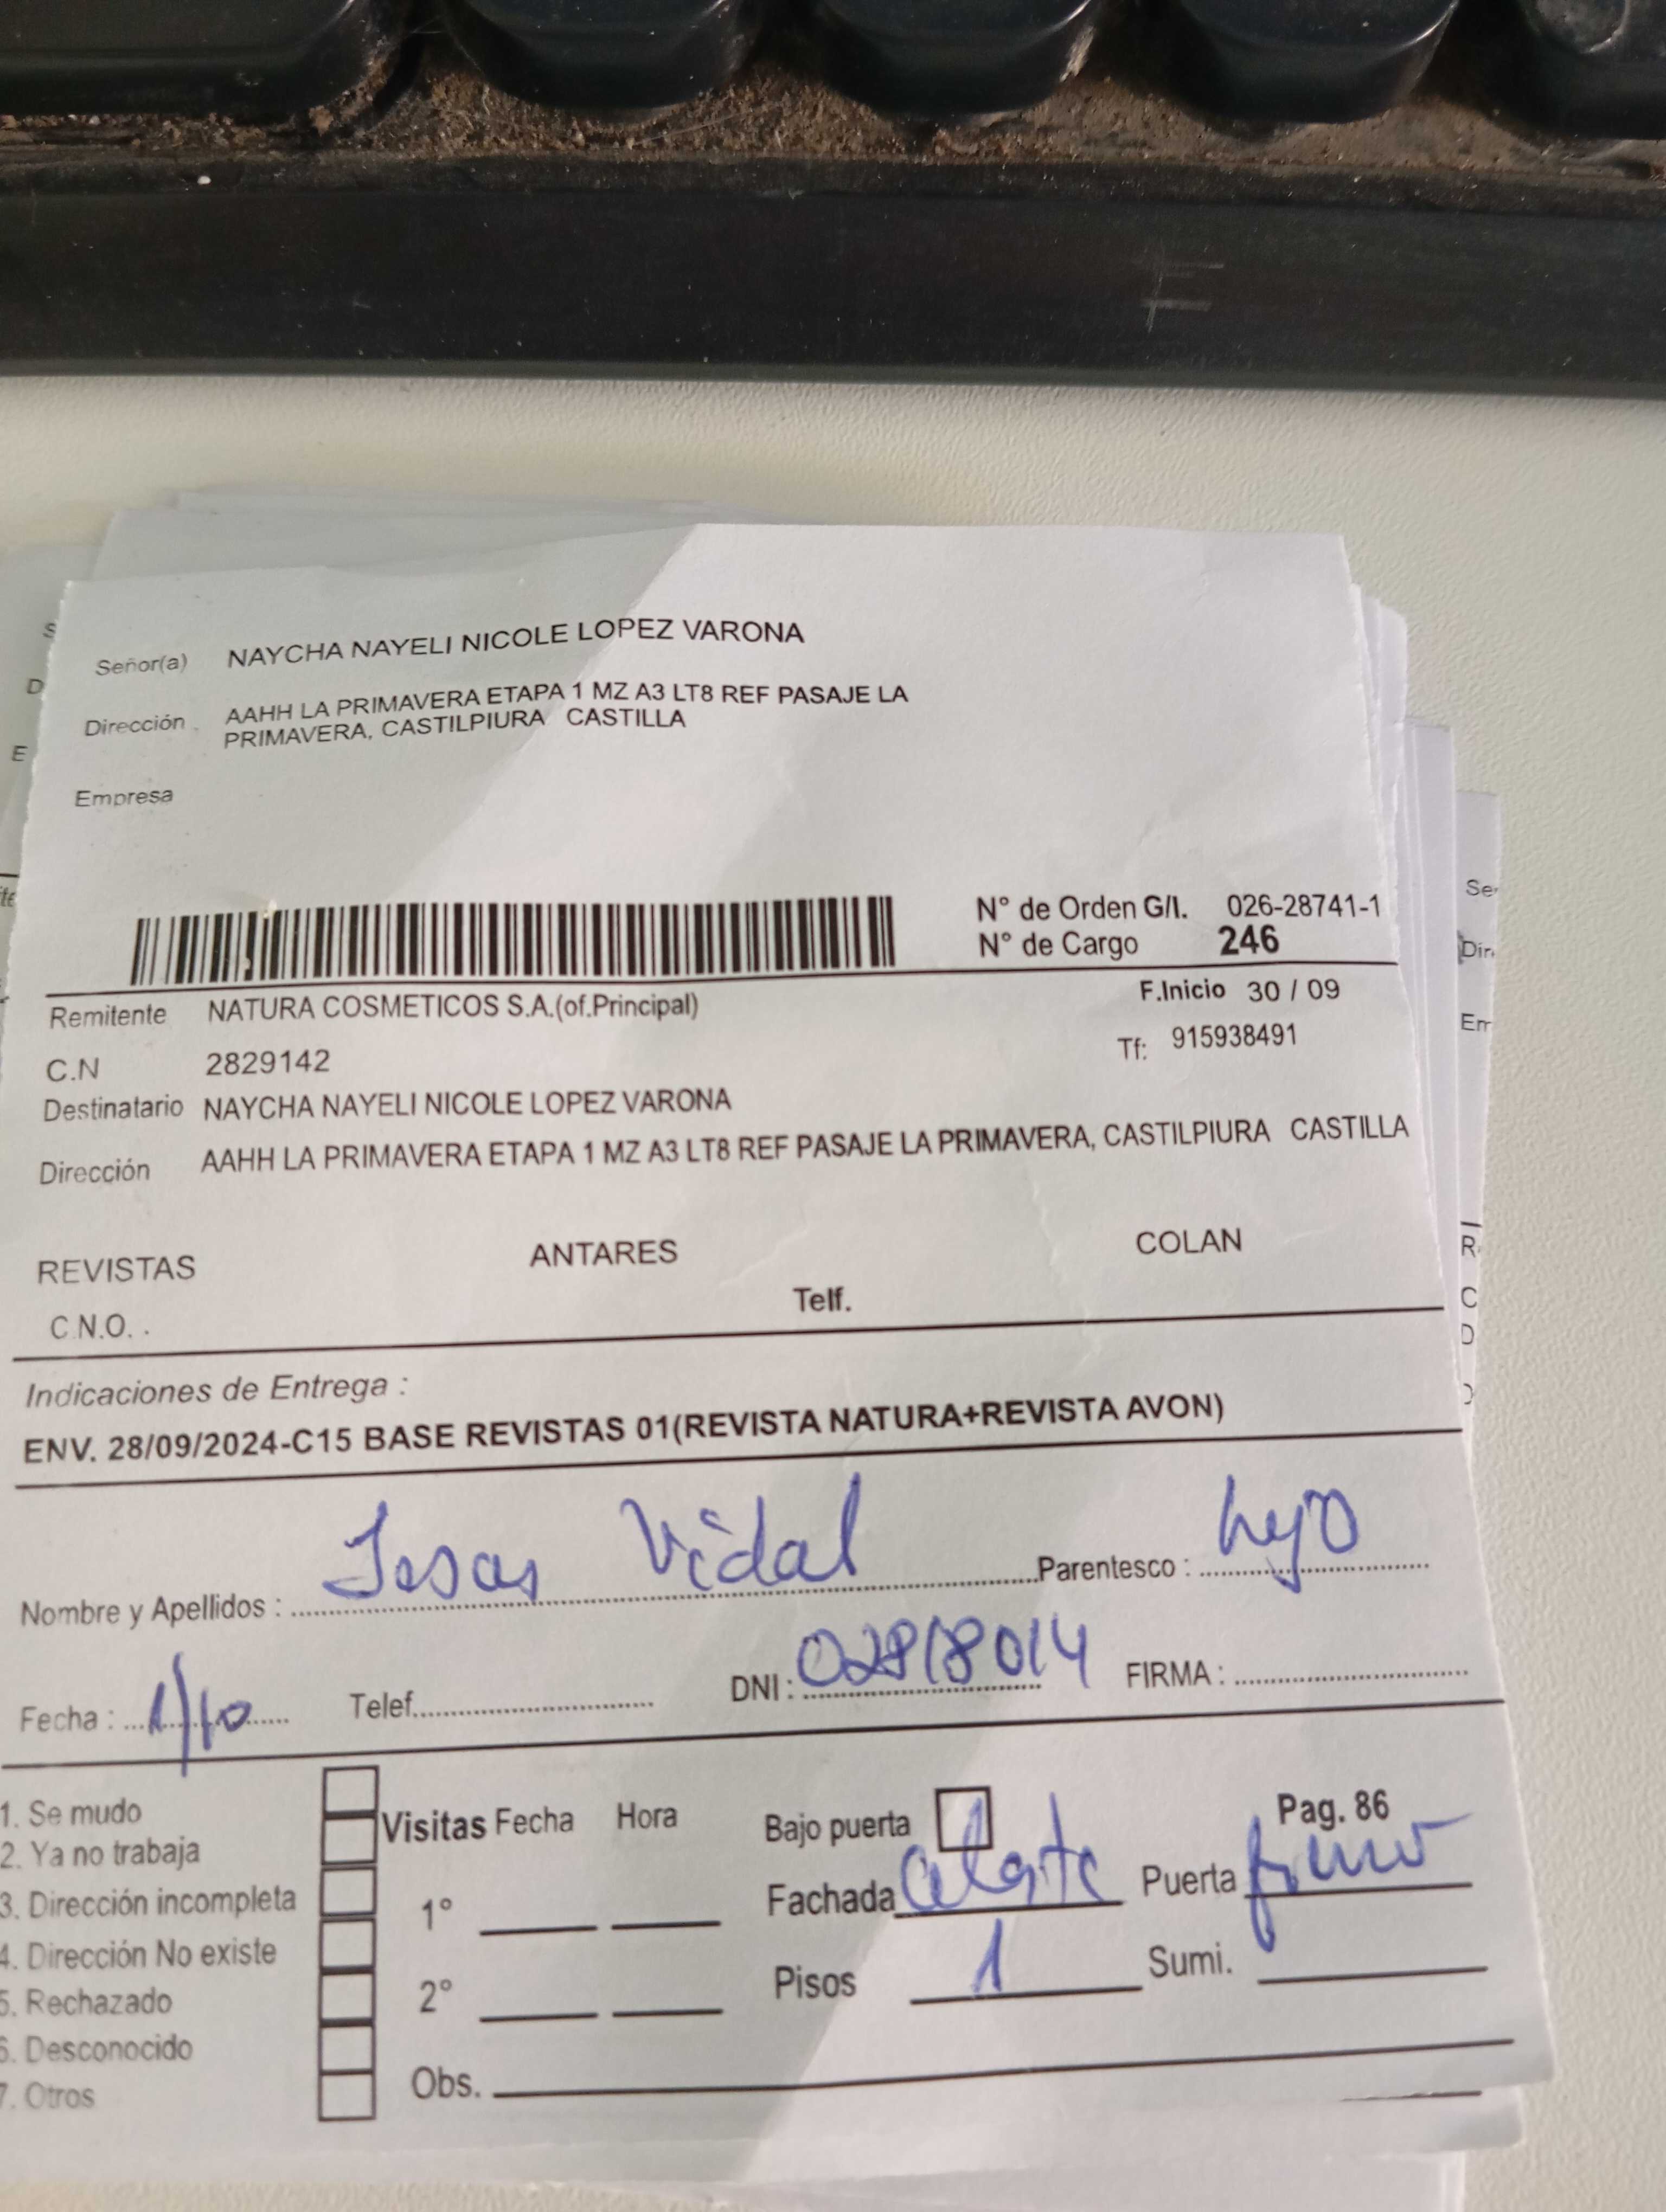 Señor(a) NAYCHA NAYELI NICOLE LOPEZ VARONA
Dirección . AAHH LA PRIMAVERA ETAPA 1 MZ A3 LT8 REF PASAJE LA
PRIMAVERA, CASTILPIURA CASTILLA
Empresa
N° de Orden G/I. 026-28741-1
N° de Cargo 246
Remitente NATURA COSMETICOS S.A.(of.Principal) F.Inicio 30 / 09
C.N 2829142 Tf: 915938491
Destinatario NAYCHA NAYELI NICOLE LOPEZ VARONA
Dirección AAHH LA PRIMAVERA ETAPA 1 MZ A3 LT8 REF PASAJE LA PRIMAVERA, CASTILPIURA CASTILLA
REVISTAS ANTARES COLAN
C.N.O. . Telf.
Indicaciones de Entrega :
ENV. 28/09/2024-C15 BASE REVISTAS 01(REVISTA NATURA+REVISTA AVON)
Nombre y Apellidos : Vidal Parentesco : hijo
Fecha : 1/10 Telef. DNI : 02818014 FIRMA :
1. Se mudo
2. Ya no trabaja
3. Dirección incompleta
4. Dirección No existe
5. Rechazado
6. Desconocido
7. Otros
Visitas Fecha Hora
1°
2°
Obs.
Bajo puerta Pag. 86
Fachada Puerta
Pisos 1 Sumi.
Se
Dir
Em
R
C
D
S
D
E